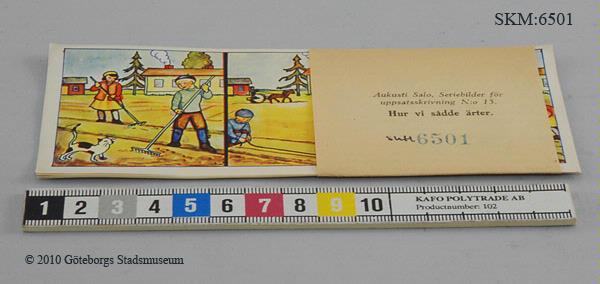 SKM:6501
Aukusti Salo, Seriebilder för
uppsatsskrivning N:o 15.
Hur vi sådde ärter.
6501
1 2 3 4 5 6 7 8 9 10
KAFO POLYTRADE AB
Productnumber: 102
© 2010 Göteborgs Stadsmuseum